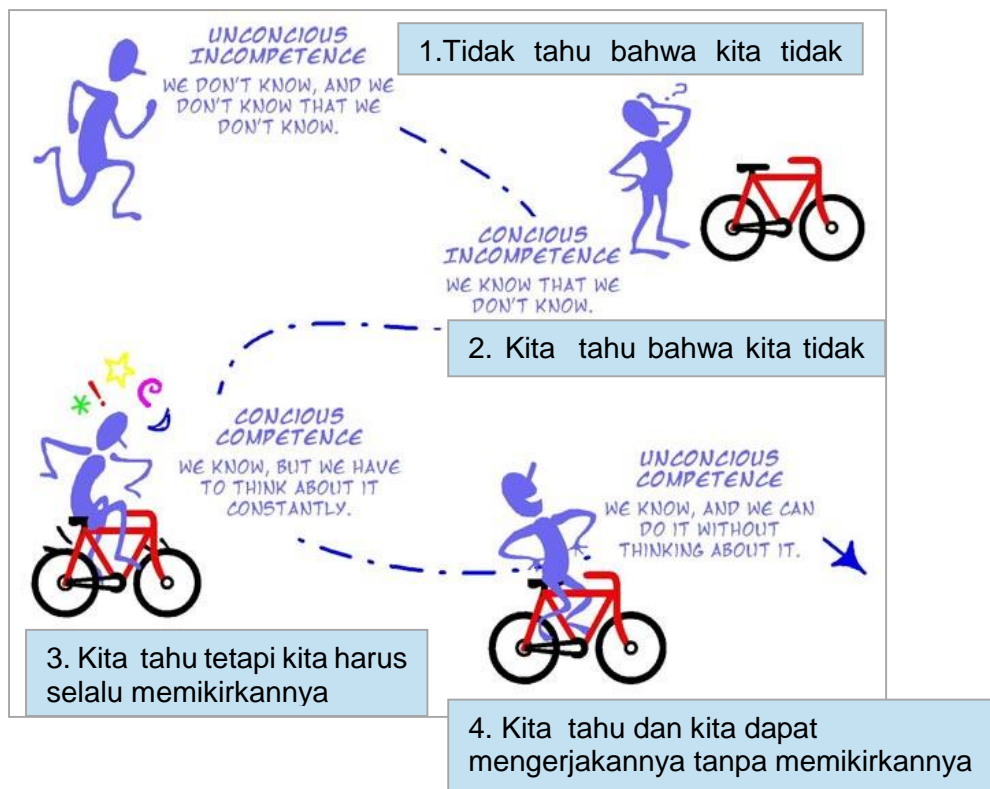 UNCONCIOUS
INCOMPETENCE
WE DON'T KNOW, AND WE
DON'T KNOW THAT WE
DON'T KNOW.
1.Tidak tahu bahwa kita tidak
?
CONCIOUS
INCOMPETENCE
WE KNOW THAT WE
DON'T KNOW.
2. Kita tahu bahwa kita tidak
CONCIOUS
COMPETENCE
WE KNOW, BUT WE HAVE
TO THINK ABOUT IT
CONSTANTLY.
3. Kita tahu tetapi kita harus
selalu memikirkannya
UNCONCIOUS
COMPETENCE
WE KNOW, AND WE CAN
DO IT WITHOUT
THINKING ABOUT IT.
4. Kita tahu dan kita dapat
mengerjakannya tanpa memikirkannya